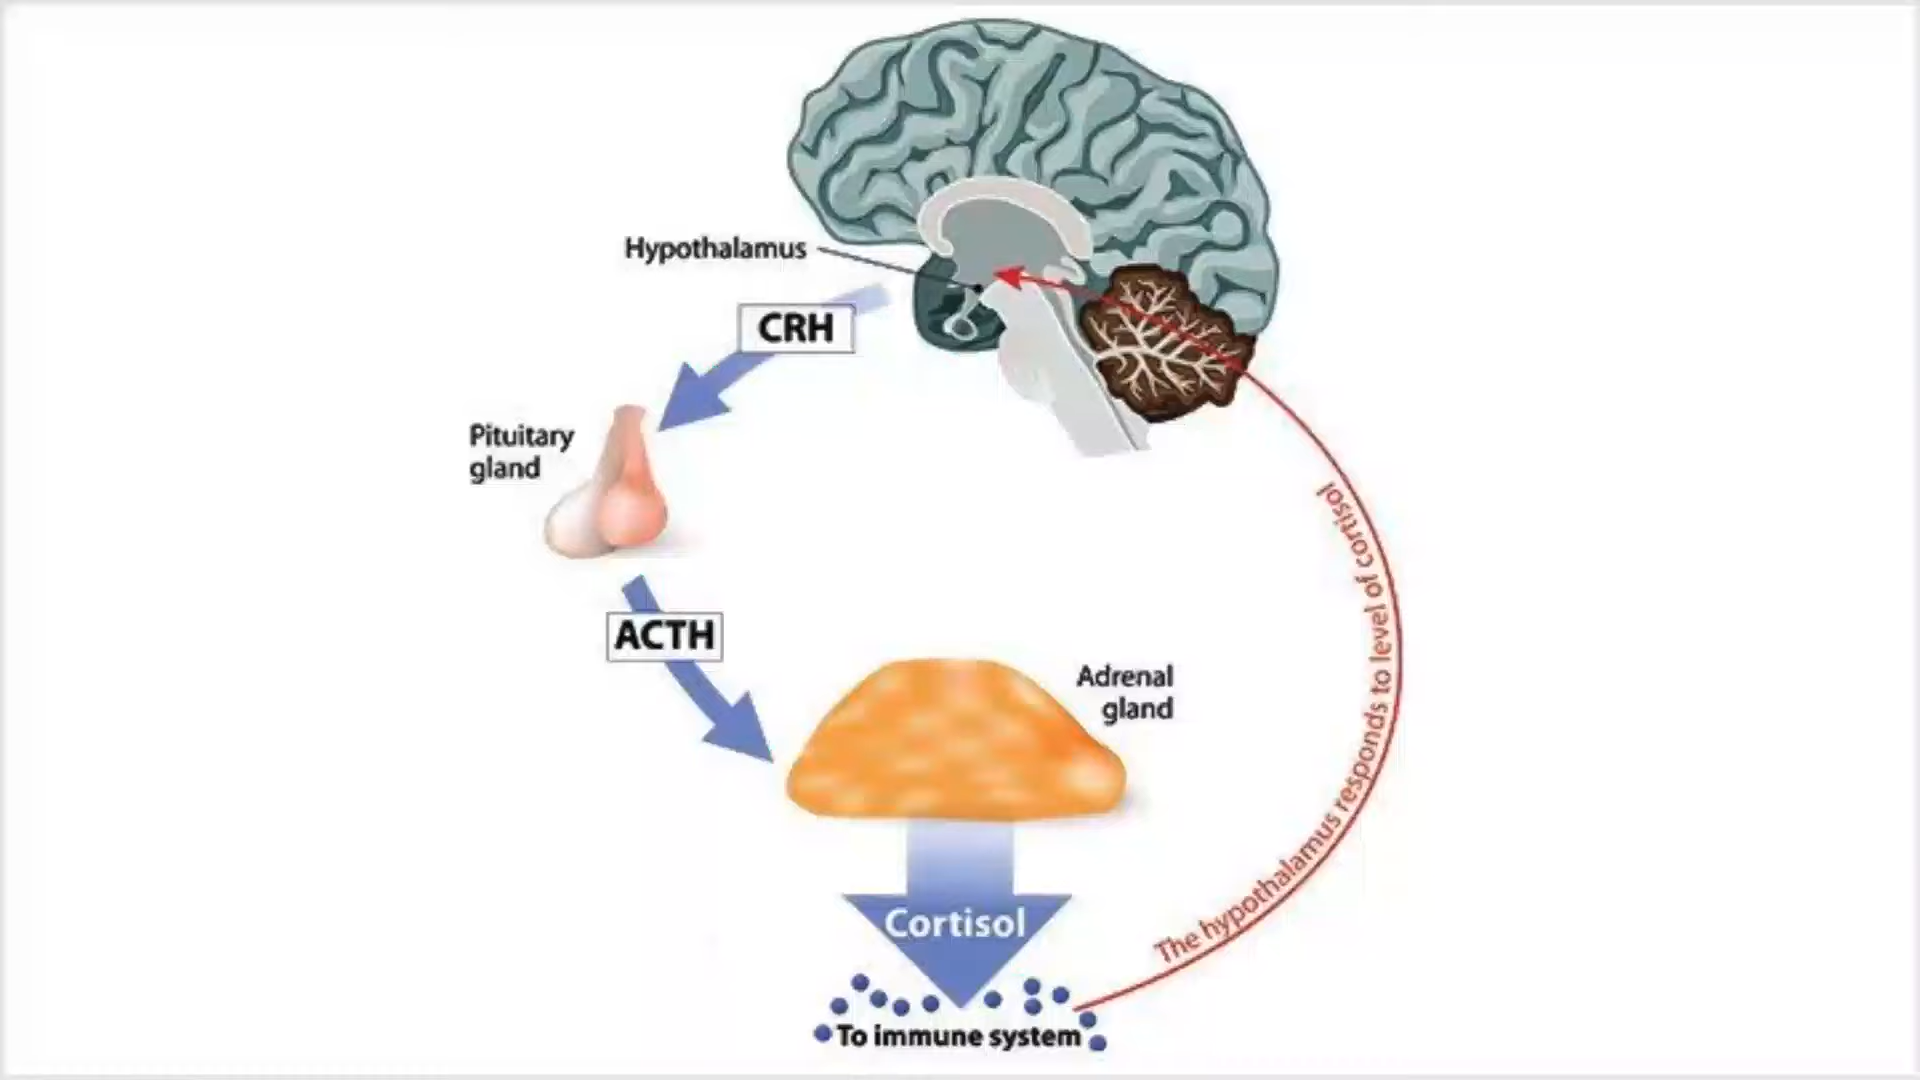 Hypothalamus
CRH
Pituitary
gland
ACTH
Adrenal
gland
Cortisol
To immune system
The hypothalamus responds to level of cortisol